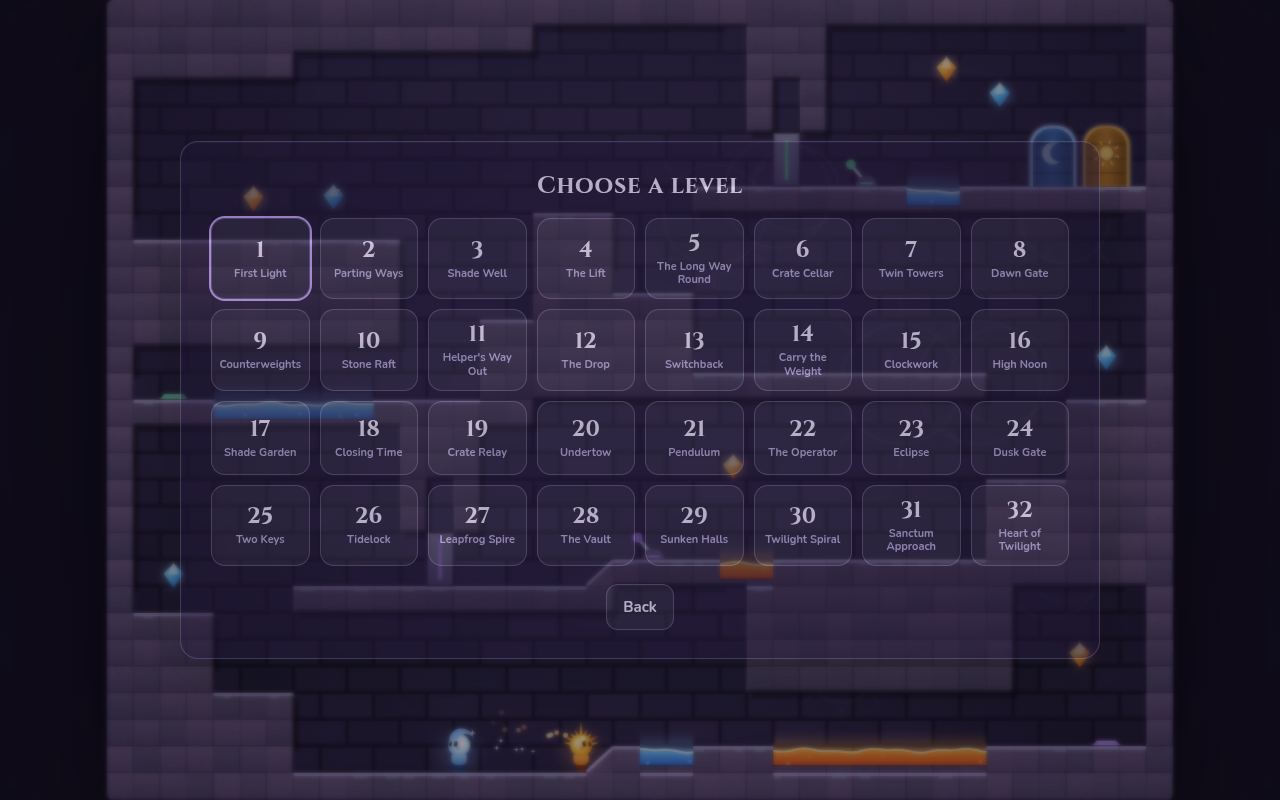 Choose a level
1
First Light
2
Parting Ways
3
Shade Well
4
The Lift
5
The Long Way
Round
6
Crate Cellar
7
Twin Towers
8
Dawn Gate
9
Counterweights
10
Stone Raft
11
Helper's Way
Out
12
The Drop
13
Switchback
14
Carry the
Weight
15
Clockwork
16
High Noon
17
Shade Garden
18
Closing Time
19
Crate Relay
20
Undertow
21
Pendulum
22
The Operator
23
Eclipse
24
Dusk Gate
25
Two Keys
26
Tidelock
27
Leapfrog Spire
28
The Vault
29
Sunken Halls
30
Twilight Spiral
31
Sanctum
Approach
32
Heart of
Twilight
Back